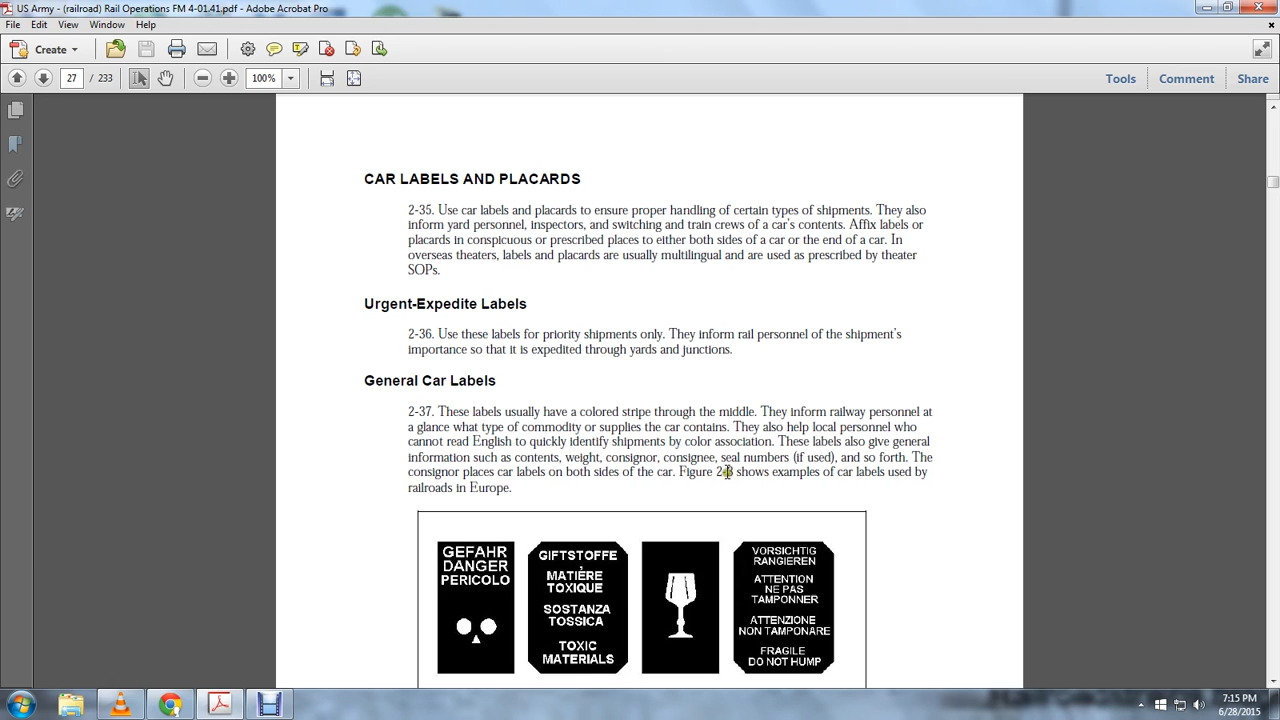 US Army - (railroad) Rail Operations FM 4-01.41.pdf - Adobe Acrobat Pro
File Edit View Window Help
Create
27 / 233 100% Tools Comment Share
CAR LABELS AND PLACARDS
2-35. Use car labels and placards to ensure proper handling of certain types of shipments. They also
inform yard personnel, inspectors, and switching and train crews of a car's contents. Affix labels or
placards in conspicuous or prescribed places to either both sides of a car or the end of a car. In
overseas theaters, labels and placards are usually multilingual and are used as prescribed by theater
SOPs.
Urgent-Expedite Labels
2-36. Use these labels for priority shipments only. They inform rail personnel of the shipment's
importance so that it is expedited through yards and junctions.
General Car Labels
2-37. These labels usually have a colored stripe through the middle. They inform railway personnel at
a glance what type of commodity or supplies the car contains. They also help local personnel who
cannot read English to quickly identify shipments by color association. These labels also give general
information such as contents, weight, consignor, consignee, seal numbers (if used), and so forth. The
consignor places car labels on both sides of the car. Figure 2-3 shows examples of car labels used by
railroads in Europe.
GEFAHR
DANGER
PERICOLO
GIFTSTOFFE
MATIÈRE
TOXIQUE
SOSTANZA
TOSSICA
TOXIC
MATERIALS
VORSICHTIG
RANGIEREN
ATTENTION
NE PAS
TAMPONNER
ATTENZIONE
NON TAMPONARE
FRAGILE
DO NOT HUMP
7:15 PM
6/28/2015